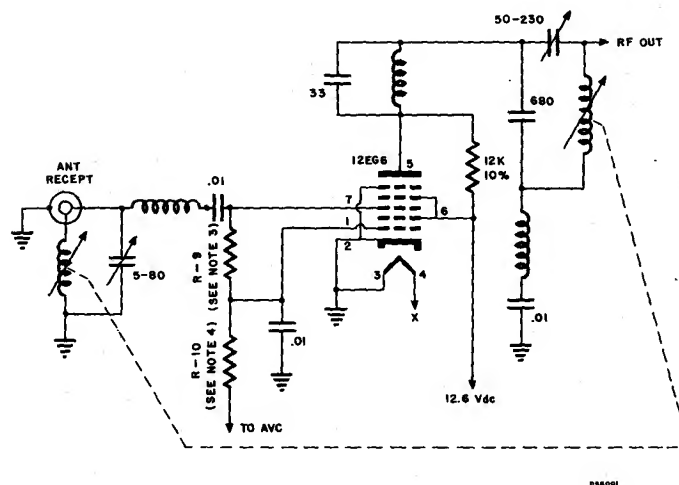 50-230
RF OUT
33
680
12EG6
5
12K
10%
ANT
RECEPT
.01
7
1
2
6
3
4
5-80
R-9
(SEE NOTE 3)
R-10
(SEE NOTE 4)
.01
X
.01
12.6 Vdc
TO AVC